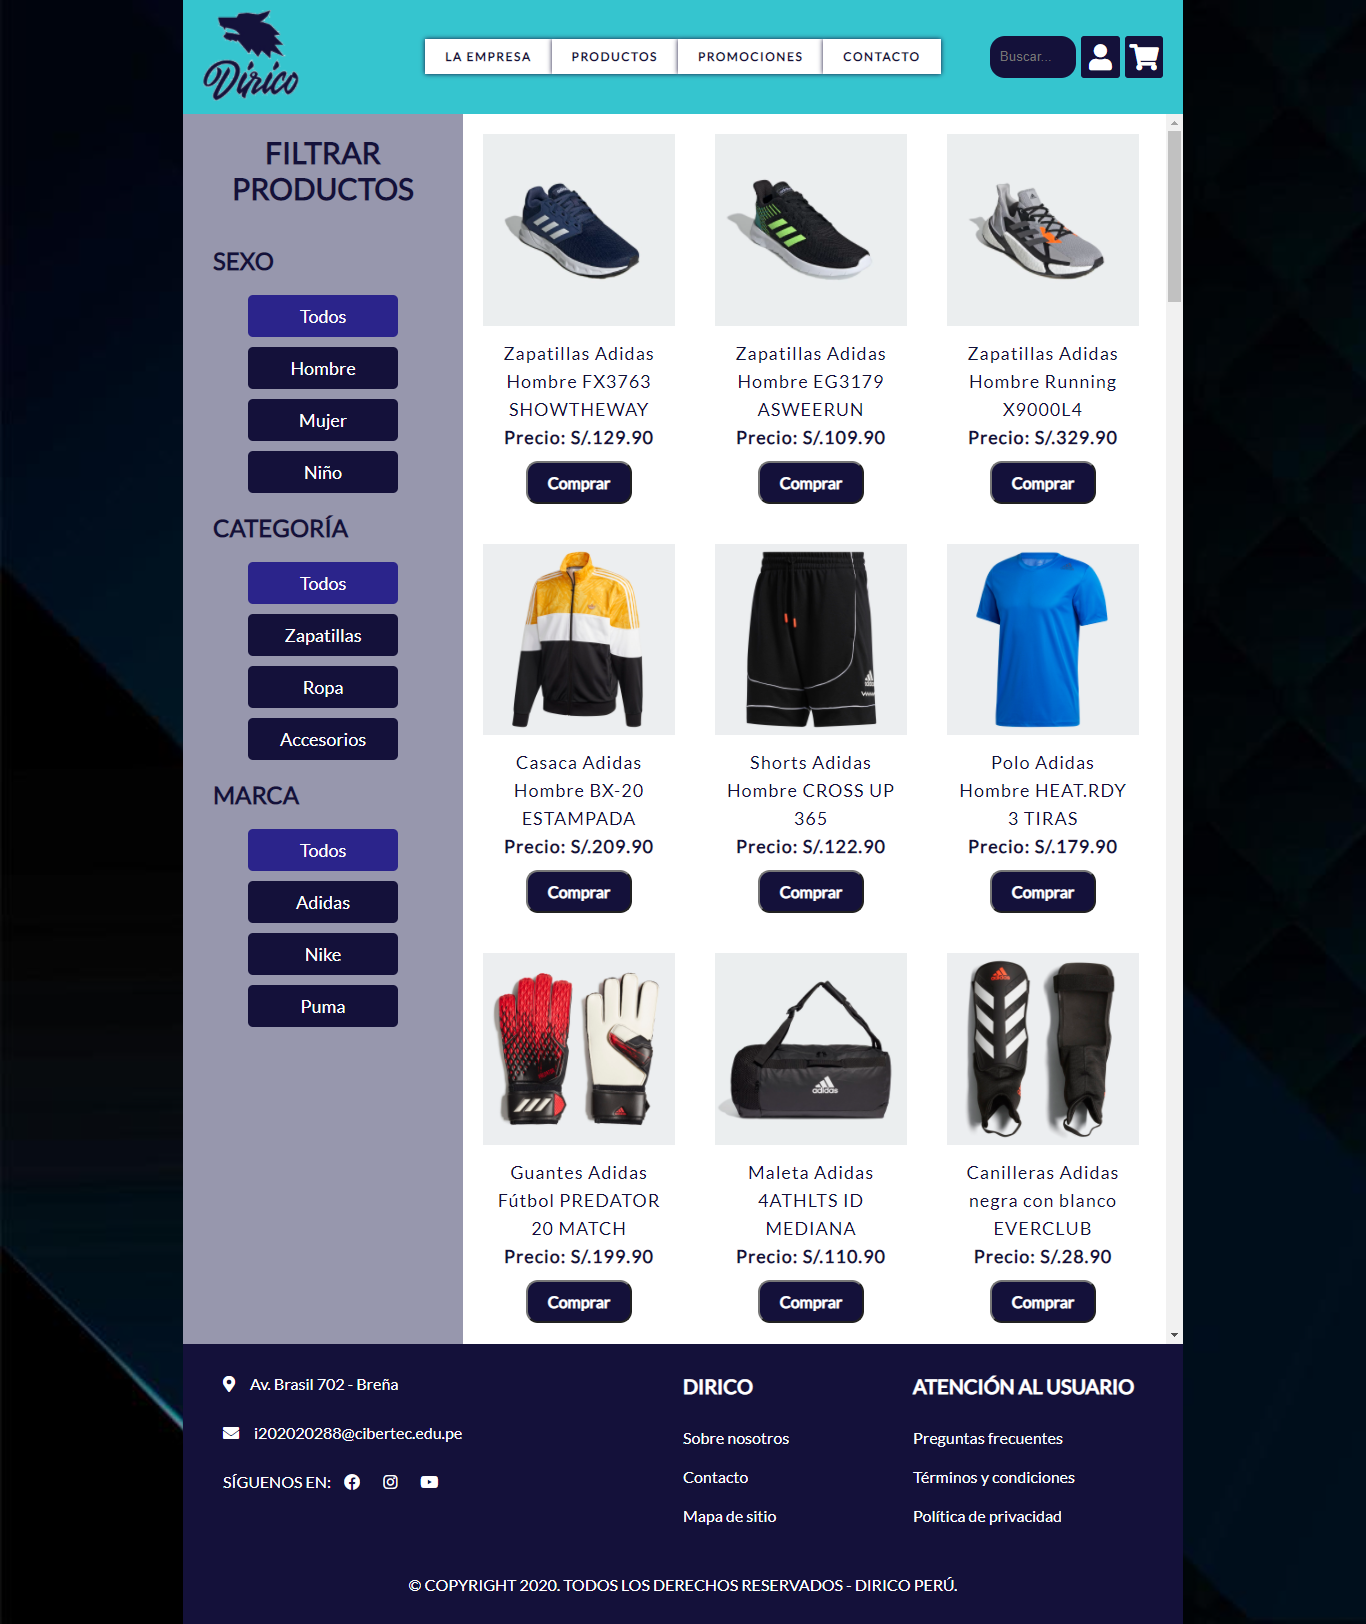 Dirico
LA EMPRESA
PRODUCTOS
PROMOCIONES
CONTACTO
Buscar...
FILTRAR
PRODUCTOS
SEXO
Todos
Hombre
Mujer
Niño
CATEGORÍA
Todos
Zapatillas
Ropa
Accesorios
MARCA
Todos
Adidas
Nike
Puma
Zapatillas Adidas
Hombre FX3763
SHOWTHEWAY
Precio: S/.129.90
Comprar
Zapatillas Adidas
Hombre EG3179
ASWEERUN
Precio: S/.109.90
Comprar
Zapatillas Adidas
Hombre Running
X9000L4
Precio: S/.329.90
Comprar
Casaca Adidas
Hombre BX-20
ESTAMPADA
Precio: S/.209.90
Comprar
Shorts Adidas
Hombre CROSS UP
365
Precio: S/.122.90
Comprar
Polo Adidas
Hombre HEAT.RDY
3 TIRAS
Precio: S/.179.90
Comprar
Guantes Adidas
Fútbol PREDATOR
20 MATCH
Precio: S/.199.90
Comprar
adidas
Maleta Adidas
4ATHLTS ID
MEDIANA
Precio: S/.110.90
Comprar
adidas
Canilleras Adidas
negra con blanco
EVERCLUB
Precio: S/.28.90
Comprar
Av. Brasil 702 - Breña
i202020288@cibertec.edu.pe
SÍGUENOS EN:
DIRICO
Sobre nosotros
Contacto
Mapa de sitio
ATENCIÓN AL USUARIO
Preguntas frecuentes
Términos y condiciones
Política de privacidad
© COPYRIGHT 2020. TODOS LOS DERECHOS RESERVADOS - DIRICO PERÚ.